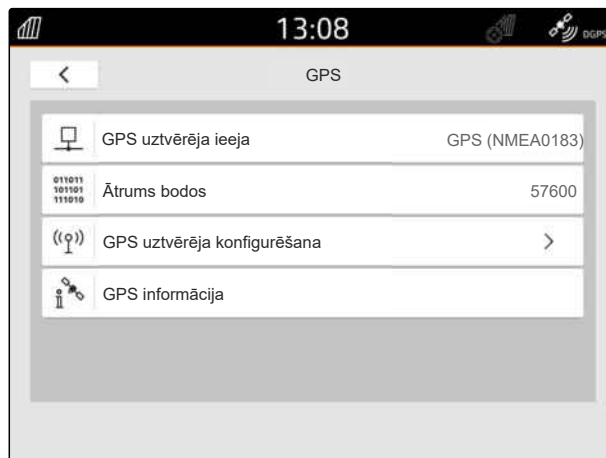 13:08
DGPS
GPS
GPS uztvērēja ieeja GPS (NMEA0183)
011011
101101
111010
Ātrums bodos 57600
GPS uztvērēja konfigurēšana
GPS informācija